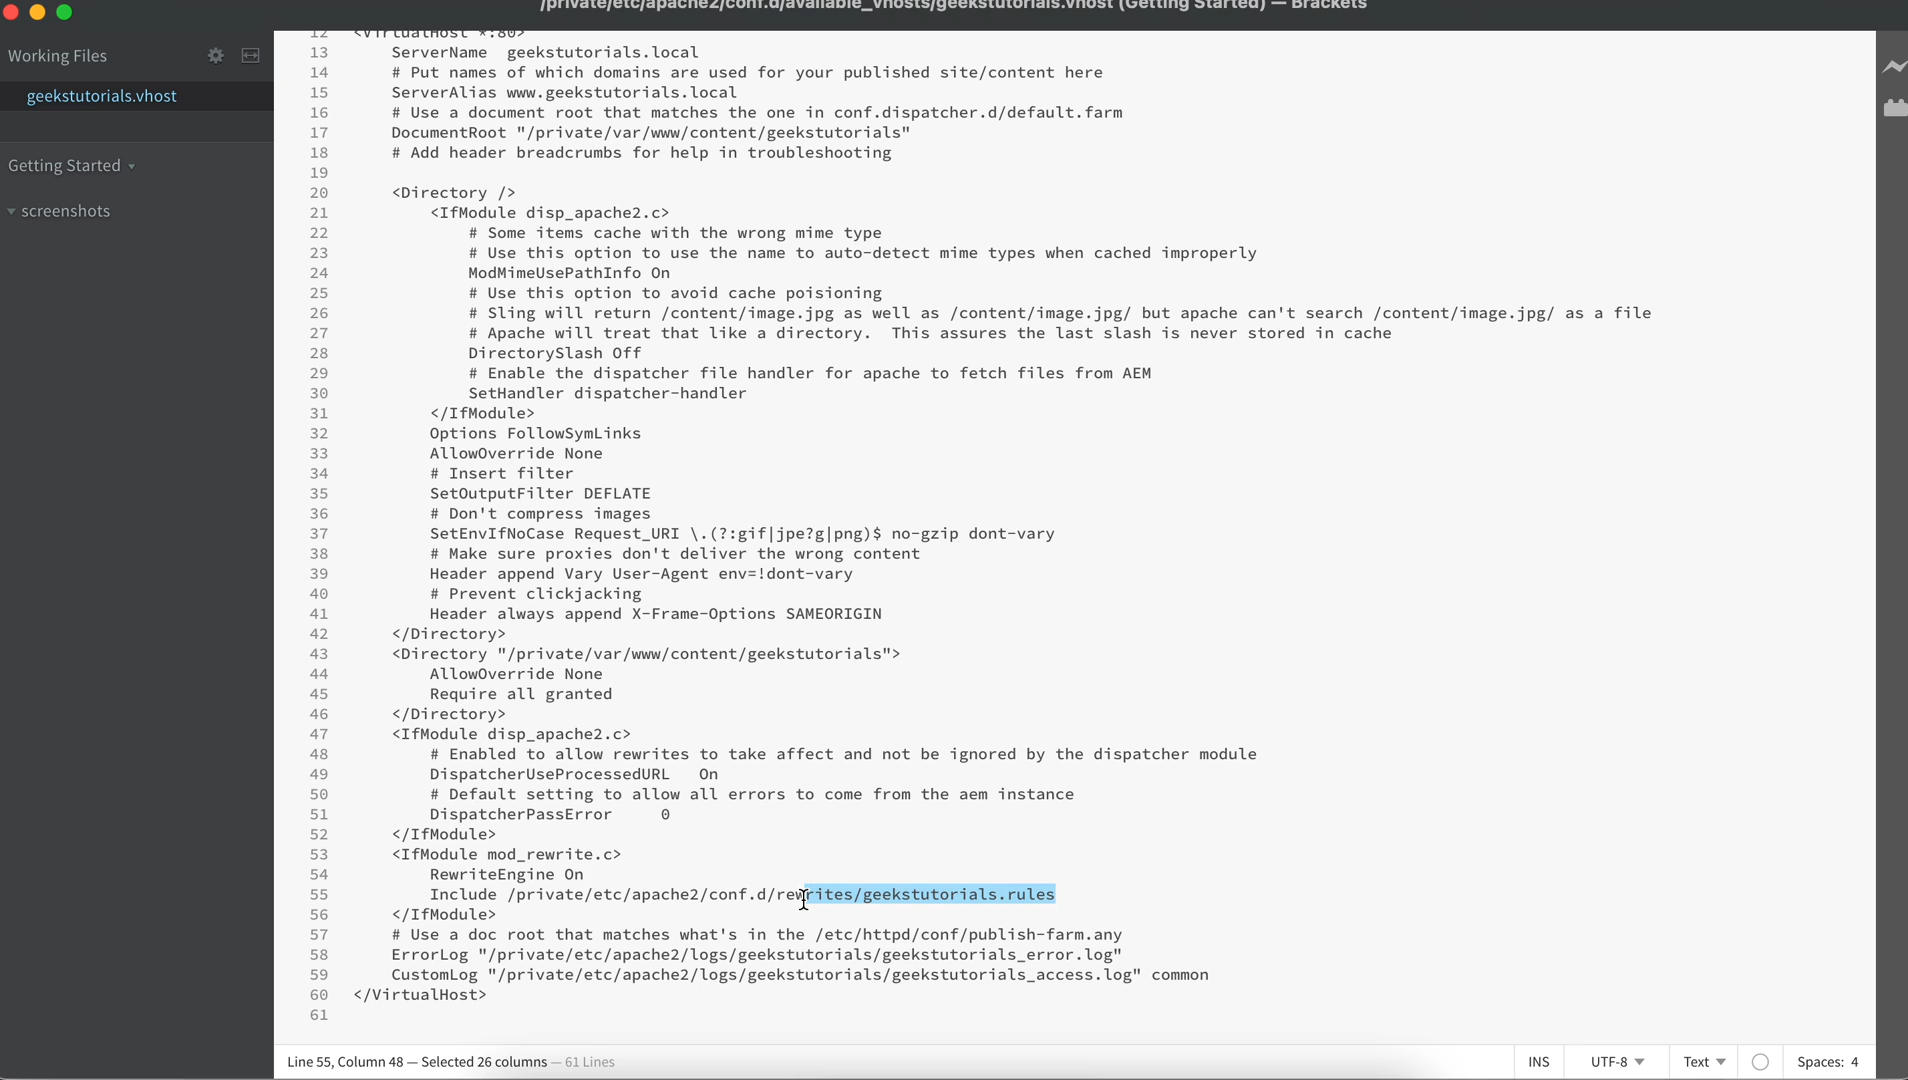 /private/etc/apache2/conf.d/available_vhosts/geekstutorials.vhost (Getting Started) — Brackets
Working Files
geekstutorials.vhost
Getting Started
screenshots
12 <VirtualHost *:80>
13 ServerName  geekstutorials.local
14 # Put names of which domains are used for your published site/content here
15 ServerAlias www.geekstutorials.local
16 # Use a document root that matches the one in conf.dispatcher.d/default.farm
17 DocumentRoot "/private/var/www/content/geekstutorials"
18 # Add header breadcrumbs for help in troubleshooting
19
20 <Directory />
21 <IfModule disp_apache2.c>
22 # Some items cache with the wrong mime type
23 # Use this option to use the name to auto-detect mime types when cached improperly
24 ModMimeUsePathInfo On
25 # Use this option to avoid cache poisioning
26 # Sling will return /content/image.jpg as well as /content/image.jpg/ but apache can't search /content/image.jpg/ as a file
27 # Apache will treat that like a directory.  This assures the last slash is never stored in cache
28 DirectorySlash Off
29 # Enable the dispatcher file handler for apache to fetch files from AEM
30 SetHandler dispatcher-handler
31 </IfModule>
32 Options FollowSymLinks
33 AllowOverride None
34 # Insert filter
35 SetOutputFilter DEFLATE
36 # Don't compress images
37 SetEnvIfNoCase Request_URI \.(?:gif|jpe?g|png)$ no-gzip dont-vary
38 # Make sure proxies don't deliver the wrong content
39 Header append Vary User-Agent env=!dont-vary
40 # Prevent clickjacking
41 Header always append X-Frame-Options SAMEORIGIN
42 </Directory>
43 <Directory "/private/var/www/content/geekstutorials">
44 AllowOverride None
45 Require all granted
46 </Directory>
47 <IfModule disp_apache2.c>
48 # Enabled to allow rewrites to take affect and not be ignored by the dispatcher module
49 DispatcherUseProcessedURL   On
50 # Default setting to allow all errors to come from the aem instance
51 DispatcherPassError     0
52 </IfModule>
53 <IfModule mod_rewrite.c>
54 RewriteEngine On
55 Include /private/etc/apache2/conf.d/rewrites/geekstutorials.rules
56 </IfModule>
57 # Use a doc root that matches what's in the /etc/httpd/conf/publish-farm.any
58 ErrorLog "/private/etc/apache2/logs/geekstutorials/geekstutorials_error.log"
59 CustomLog "/private/etc/apache2/logs/geekstutorials/geekstutorials_access.log" common
60 </VirtualHost>
61
Line 55, Column 48 — Selected 26 columns — 61 Lines
INS UTF-8 Text Spaces: 4